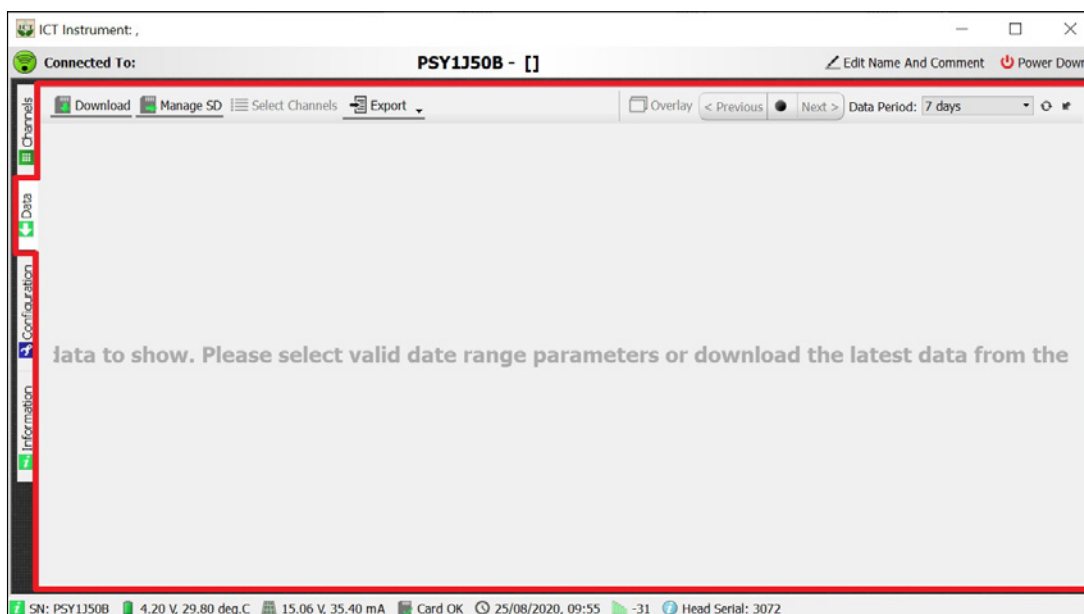 ICT Instrument: ,
Connected To: PSY1J50B - [] Edit Name And Comment Power Down
Download Manage SD Select Channels Export Overlay < Previous Next > Data Period: 7 days
Channels
Data
Configuration
Information
data to show. Please select valid date range parameters or download the latest data from the
SN: PSY1J50B 4.20 V, 29.80 deg.C 15.06 V, 35.40 mA Card OK 25/08/2020, 09:55 -31 Head Serial: 3072